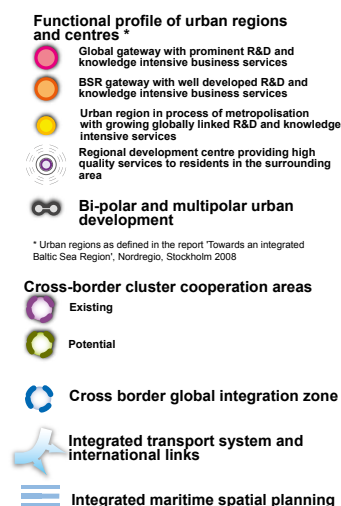 Functional profile of urban regions
and centres *
Global gateway with prominent R&D and
knowledge intensive business services
BSR gateway with well developed R&D and
knowledge intensive business services
Urban region in process of metropolisation
with growing globally linked R&D and knowledge
intensive services
Regional development centre providing high
quality services to residents in the surrounding
area
Bi-polar and multipolar urban
development
* Urban regions as defined in the report 'Towards an integrated
Baltic Sea Region', Nordregio, Stockholm 2008
Cross-border cluster cooperation areas
Existing
Potential
Cross border global integration zone
Integrated transport system and
international links
Integrated maritime spatial planning